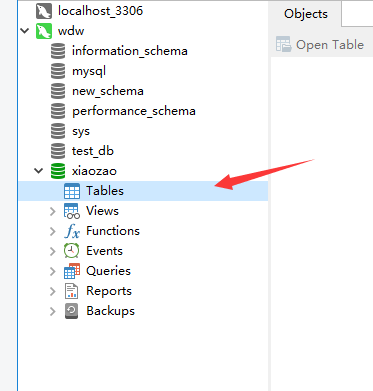 localhost_3306
wdw
information_schema
mysql
new_schema
performance_schema
sys
test_db
xiaozao
Tables
Views
Functions
Events
Queries
Reports
Backups
Objects
Open Table